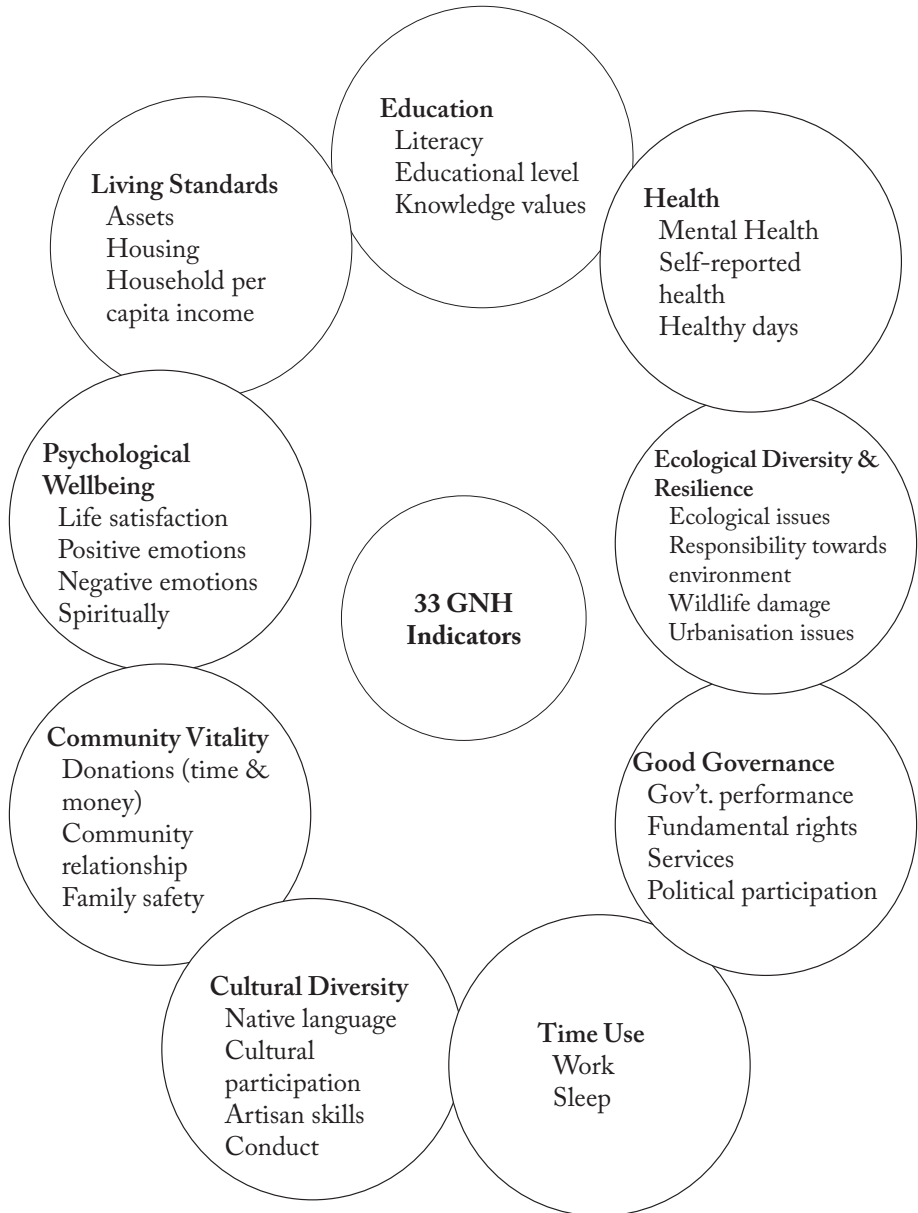 Education
Literacy
Educational level
Knowledge values
Living Standards
Assets
Housing
Household per
capita income
Health
Mental Health
Self-reported
health
Healthy days
Psychological
Wellbeing
Life satisfaction
Positive emotions
Negative emotions
Spiritually
Ecological Diversity &
Resilience
Ecological issues
Responsibility towards
environment
Wildlife damage
Urbanisation issues
33 GNH
Indicators
Community Vitality
Donations (time &
money)
Community
relationship
Family safety
Good Governance
Gov't. performance
Fundamental rights
Services
Political participation
Cultural Diversity
Native language
Cultural
participation
Artisan skills
Conduct
Time Use
Work
Sleep